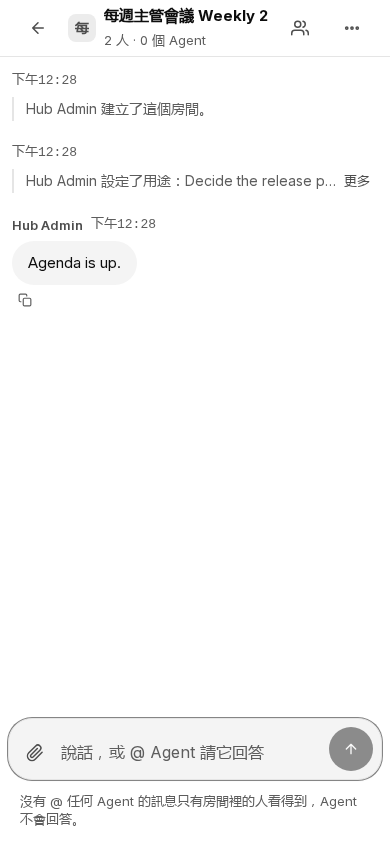 每
每週主管會議 Weekly 2
2 人 · 0 個 Agent
下午12:28
Hub Admin 建立了這個房間。
下午12:28
Hub Admin 設定了用途：Decide the release p… 更多
Hub Admin 下午12:28
Agenda is up.
說話，或 @ Agent 請它回答
沒有 @ 任何 Agent 的訊息只有房間裡的人看得到，Agent
不會回答。